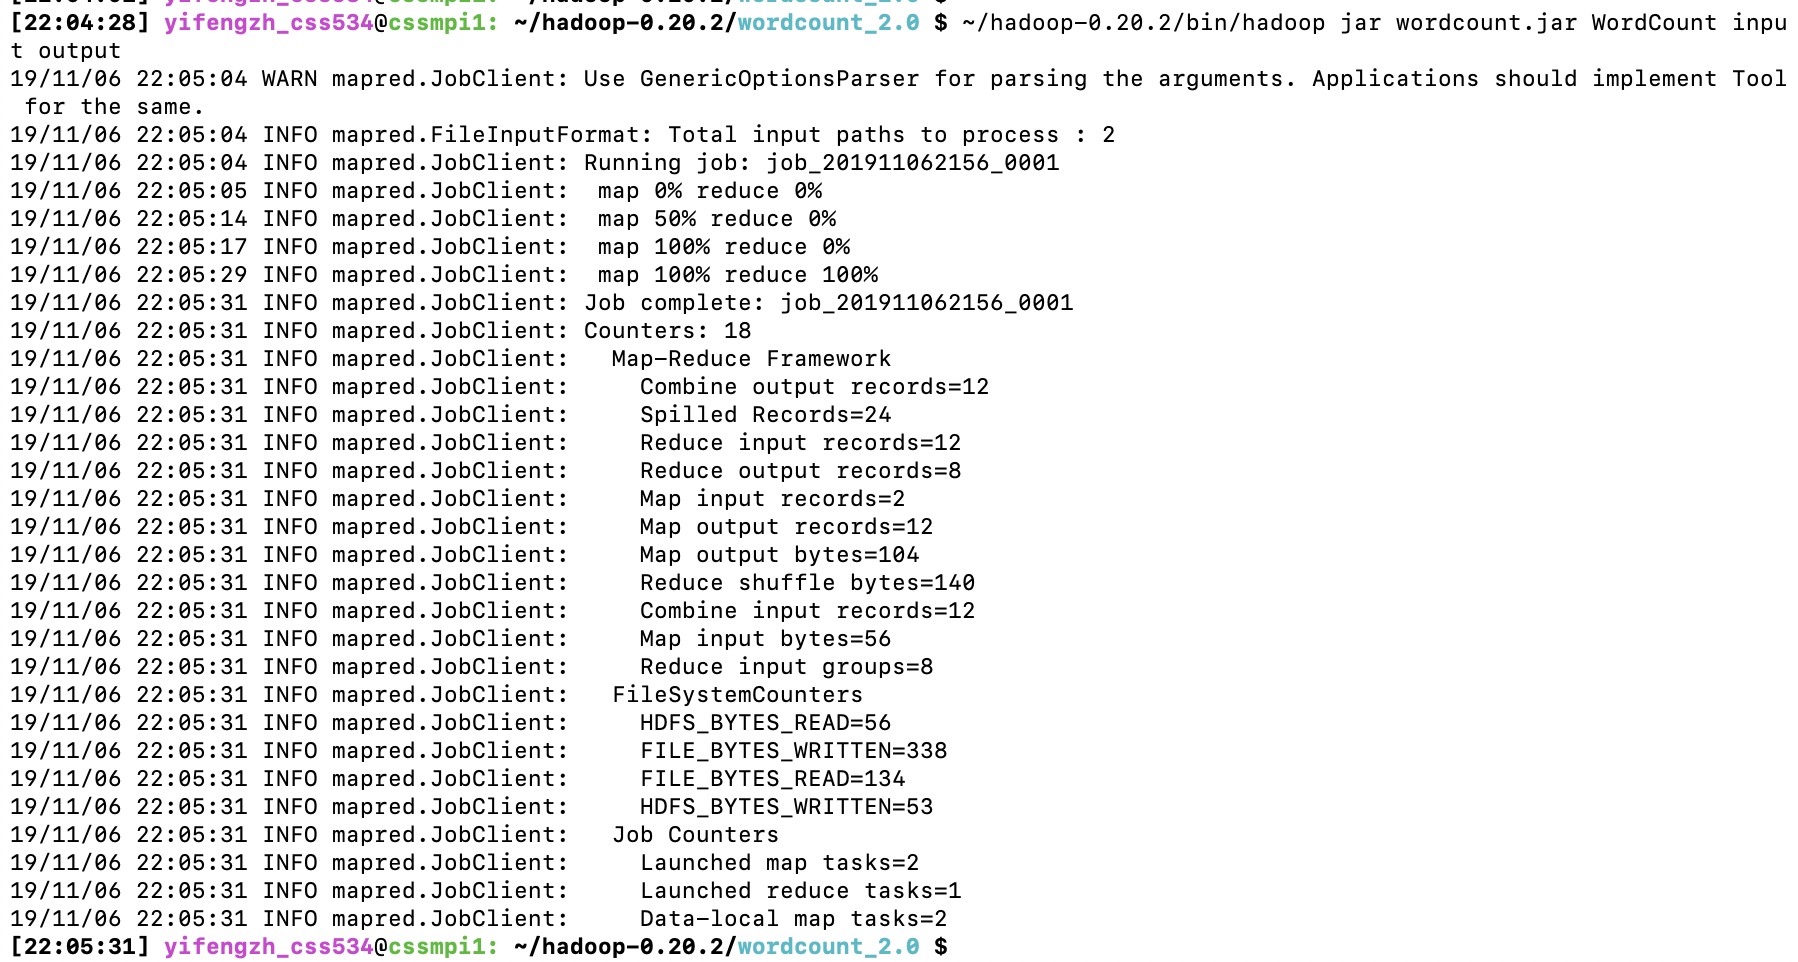 [22:04:28] yifengzh_css534@cssmpi1: ~/hadoop-0.20.2/wordcount_2.0 $ ~/hadoop-0.20.2/bin/hadoop jar wordcount.jar WordCount inpu
t output
19/11/06 22:05:04 WARN mapred.JobClient: Use GenericOptionsParser for parsing the arguments. Applications should implement Tool
 for the same.
19/11/06 22:05:04 INFO mapred.FileInputFormat: Total input paths to process : 2
19/11/06 22:05:04 INFO mapred.JobClient: Running job: job_201911062156_0001
19/11/06 22:05:05 INFO mapred.JobClient:  map 0% reduce 0%
19/11/06 22:05:14 INFO mapred.JobClient:  map 50% reduce 0%
19/11/06 22:05:17 INFO mapred.JobClient:  map 100% reduce 0%
19/11/06 22:05:29 INFO mapred.JobClient:  map 100% reduce 100%
19/11/06 22:05:31 INFO mapred.JobClient: Job complete: job_201911062156_0001
19/11/06 22:05:31 INFO mapred.JobClient: Counters: 18
19/11/06 22:05:31 INFO mapred.JobClient:   Map-Reduce Framework
19/11/06 22:05:31 INFO mapred.JobClient:     Combine output records=12
19/11/06 22:05:31 INFO mapred.JobClient:     Spilled Records=24
19/11/06 22:05:31 INFO mapred.JobClient:     Reduce input records=12
19/11/06 22:05:31 INFO mapred.JobClient:     Reduce output records=8
19/11/06 22:05:31 INFO mapred.JobClient:     Map input records=2
19/11/06 22:05:31 INFO mapred.JobClient:     Map output records=12
19/11/06 22:05:31 INFO mapred.JobClient:     Map output bytes=104
19/11/06 22:05:31 INFO mapred.JobClient:     Reduce shuffle bytes=140
19/11/06 22:05:31 INFO mapred.JobClient:     Combine input records=12
19/11/06 22:05:31 INFO mapred.JobClient:     Map input bytes=56
19/11/06 22:05:31 INFO mapred.JobClient:     Reduce input groups=8
19/11/06 22:05:31 INFO mapred.JobClient:   FileSystemCounters
19/11/06 22:05:31 INFO mapred.JobClient:     HDFS_BYTES_READ=56
19/11/06 22:05:31 INFO mapred.JobClient:     FILE_BYTES_WRITTEN=338
19/11/06 22:05:31 INFO mapred.JobClient:     FILE_BYTES_READ=134
19/11/06 22:05:31 INFO mapred.JobClient:     HDFS_BYTES_WRITTEN=53
19/11/06 22:05:31 INFO mapred.JobClient:   Job Counters
19/11/06 22:05:31 INFO mapred.JobClient:     Launched map tasks=2
19/11/06 22:05:31 INFO mapred.JobClient:     Launched reduce tasks=1
19/11/06 22:05:31 INFO mapred.JobClient:     Data-local map tasks=2
[22:05:31] yifengzh_css534@cssmpi1: ~/hadoop-0.20.2/wordcount_2.0 $